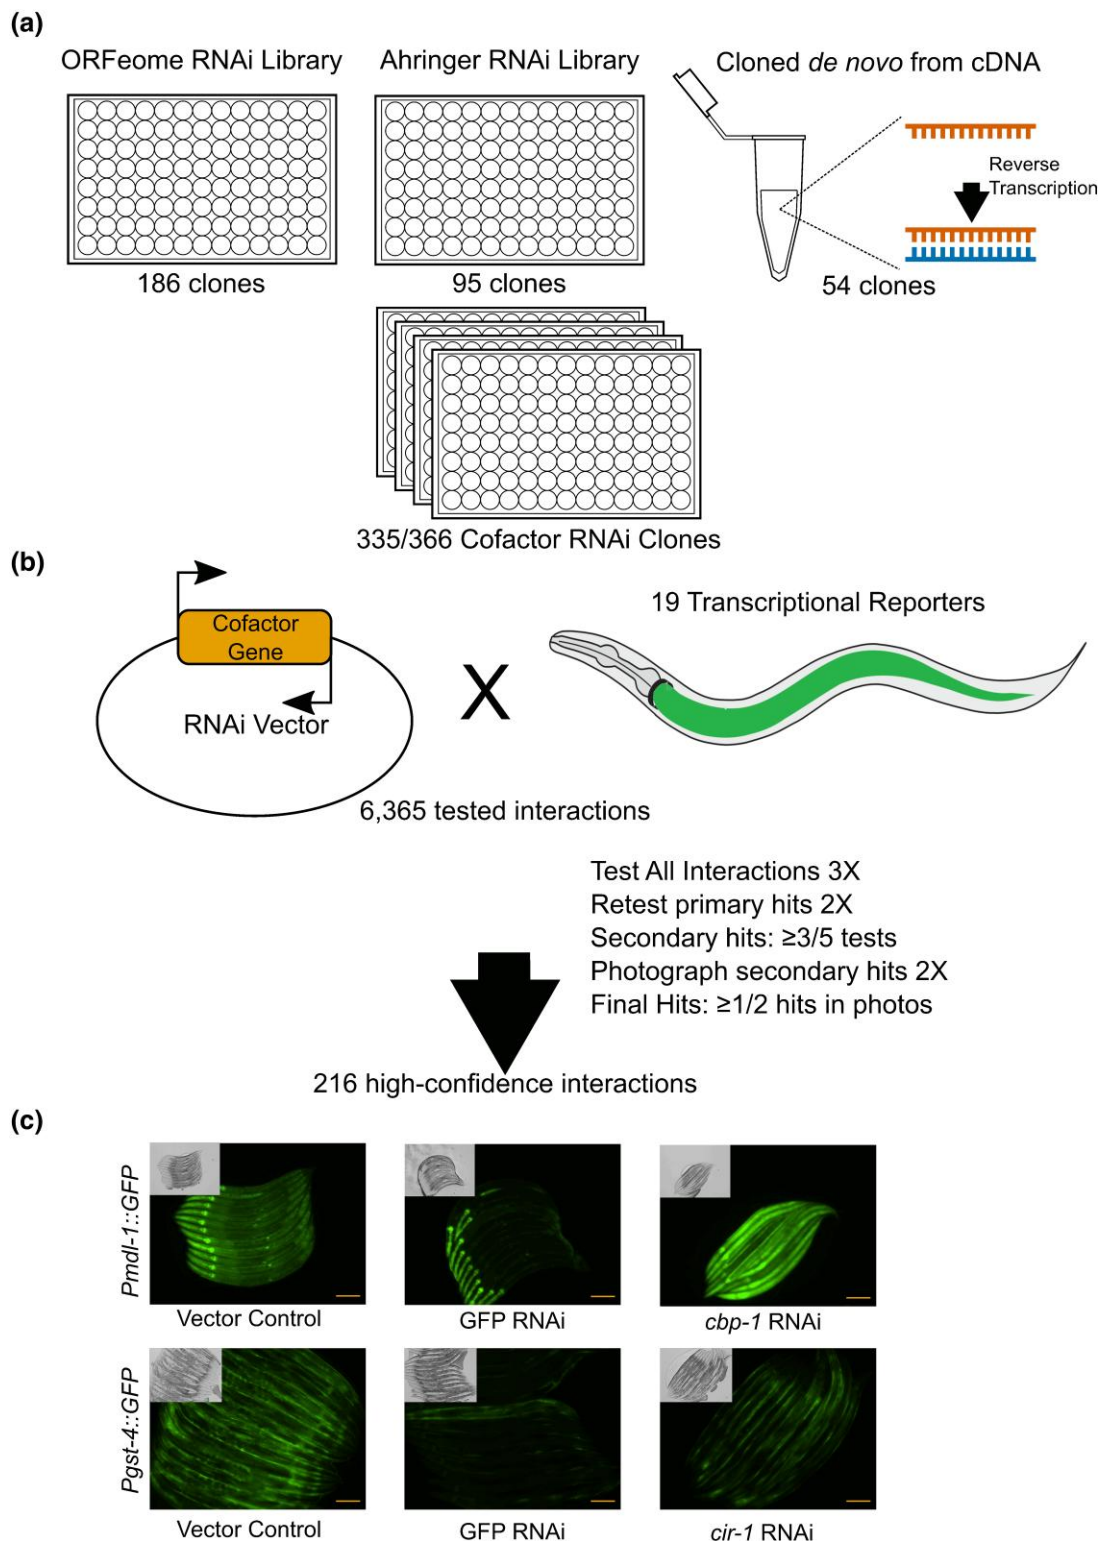 (a)
ORFeome RNAi Library
Ahringer RNAi Library
Cloned de novo from cDNA
Reverse
Transcription
186 clones
95 clones
54 clones
335/366 Cofactor RNAi Clones
(b)
19 Transcriptional Reporters
Cofactor
Gene
RNAi Vector
X
6,365 tested interactions
Test All Interactions 3X
Retest primary hits 2X
Secondary hits: ≥3/5 tests
Photograph secondary hits 2X
Final Hits: ≥1/2 hits in photos
216 high-confidence interactions
(c)
Pmdl-1::GFP
Vector Control
GFP RNAi
cbp-1 RNAi
Pgst-4::GFP
Vector Control
GFP RNAi
cir-1 RNAi